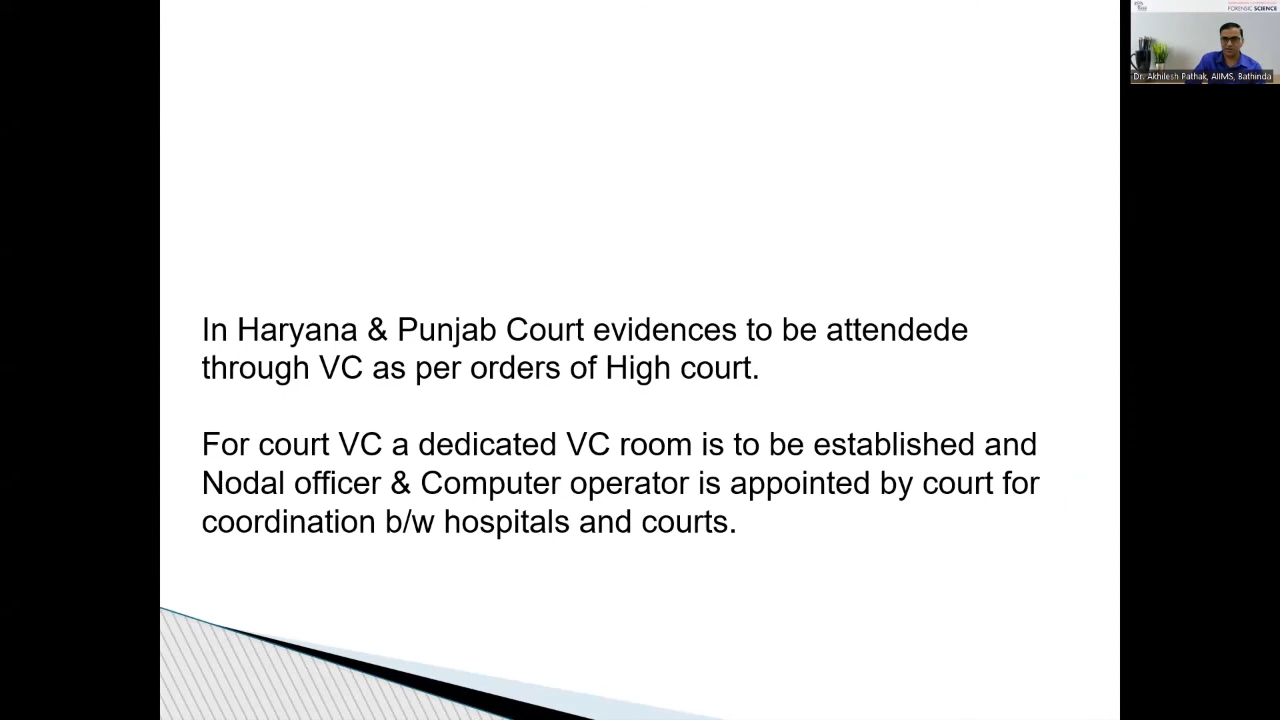 In Haryana & Punjab Court evidences to be attendede
through VC as per orders of High court.
For court VC a dedicated VC room is to be established and
Nodal officer & Computer operator is appointed by court for
coordination b/w hospitals and courts.
FORENSIC SCIENCE
Dr. Akhilesh Pathak, AIIMS, Bathinda